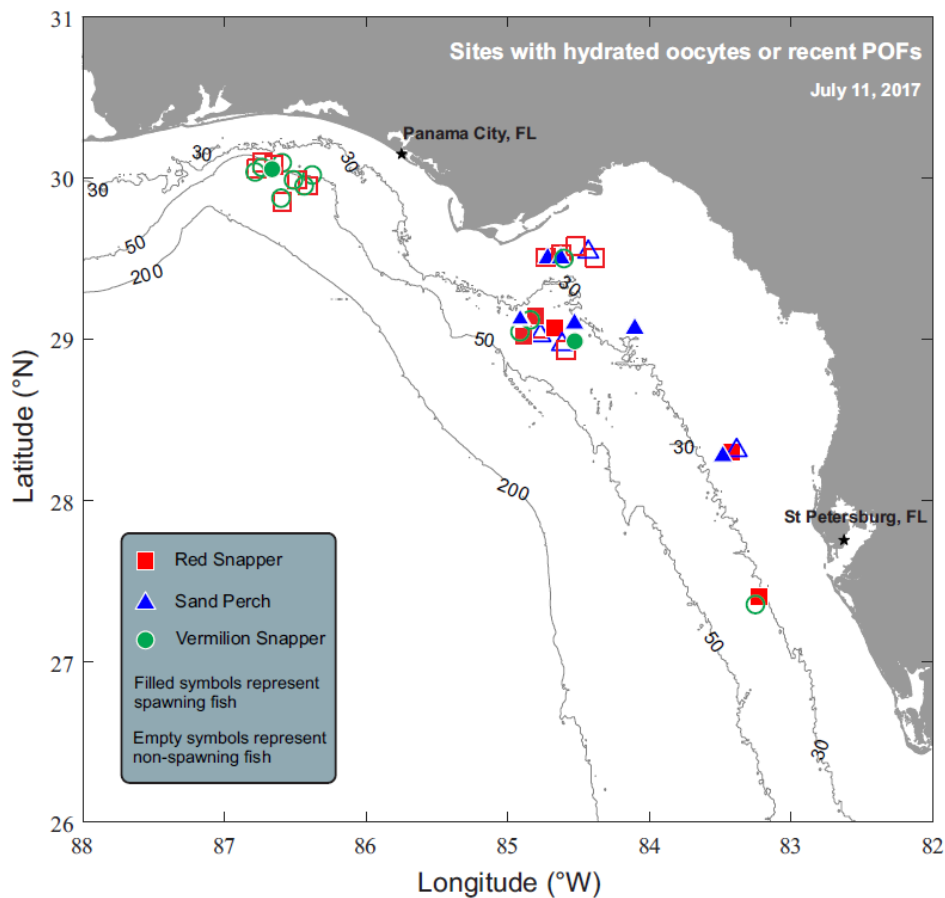 31
Sites with hydrated oocytes or recent POFs
July 11, 2017
Panama City, FL
30
30
30
30
30
50
200
30
29
50
Latitude (°N)
30
200
28
St Petersburg, FL
Red Snapper
Sand Perch
50
Vermilion Snapper
27
Filled symbols represent
spawning fish
Empty symbols represent
non-spawning fish
30
26
88
87
86
85
84
83
82
Longitude (°W)